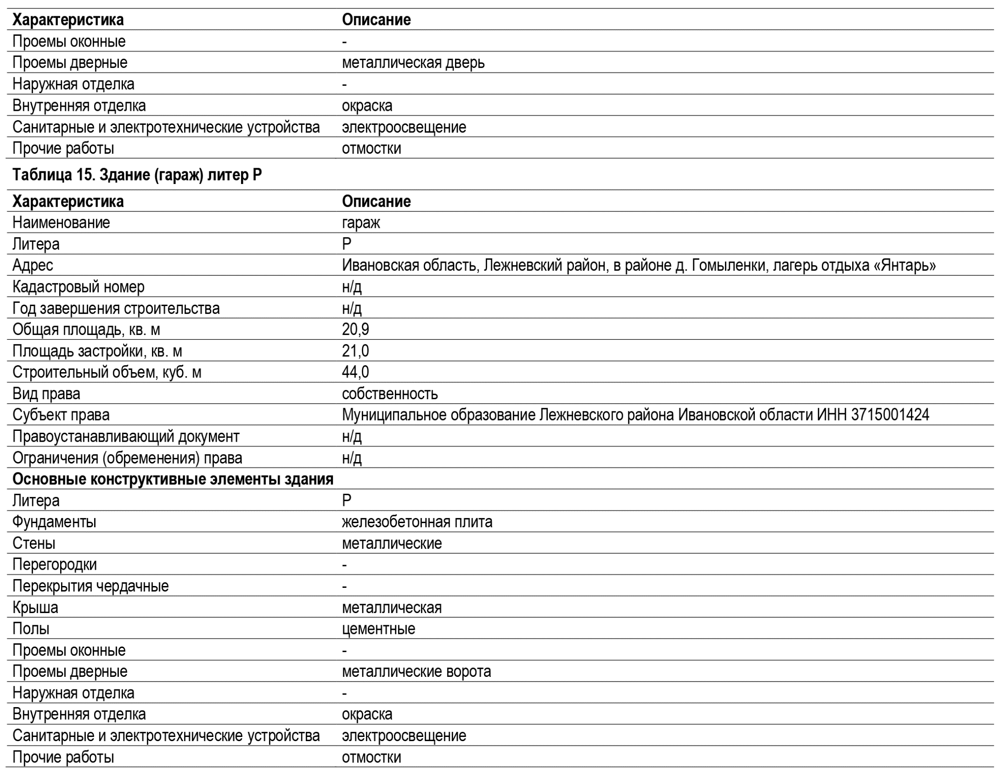 Характеристика Описание
Проемы оконные -
Проемы дверные металлическая дверь
Наружная отделка -
Внутренняя отделка окраска
Санитарные и электротехнические устройства электроосвещение
Прочие работы отмостки
Таблица 15. Здание (гараж) литер Р
Характеристика Описание
Наименование гараж
Литера Р
Адрес Ивановская область, Лежневский район, в районе д. Гомыленки, лагерь отдыха «Янтарь»
Кадастровый номер н/д
Год завершения строительства н/д
Общая площадь, кв. м 20,9
Площадь застройки, кв. м 21,0
Строительный объем, куб. м 44,0
Вид права собственность
Субъект права Муниципальное образование Лежневского района Ивановской области ИНН 3715001424
Правоустанавливающий документ н/д
Ограничения (обременения) права н/д
Основные конструктивные элементы здания
Литера Р
Фундаменты железобетонная плита
Стены металлические
Перегородки -
Перекрытия чердачные -
Крыша металлическая
Полы цементные
Проемы оконные -
Проемы дверные металлические ворота
Наружная отделка -
Внутренняя отделка окраска
Санитарные и электротехнические устройства электроосвещение
Прочие работы отмостки